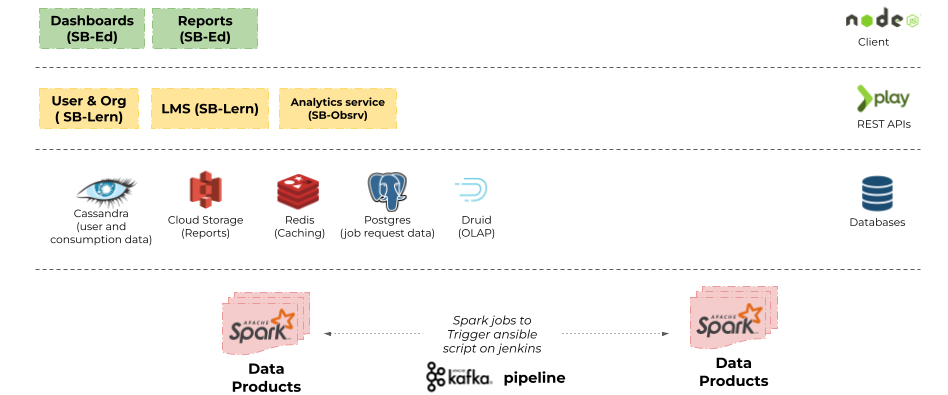 Dashboards
(SB-Ed)
Reports
(SB-Ed)
node
JS
Client
User & Org
( SB-Lern)
LMS (SB-Lern)
Analytics service
(SB-Obsrv)
play
REST APIs
Cassandra
(user and
consumption data)
Cloud Storage
(Reports)
Redis
(Caching)
Postgres
(job request data)
Druid
(OLAP)
Databases
APACHE
Spark
Data
Products
Spark jobs to
Trigger ansible
script on jenkins
APACHE
kafka
pipeline
APACHE
Spark
Data
Products